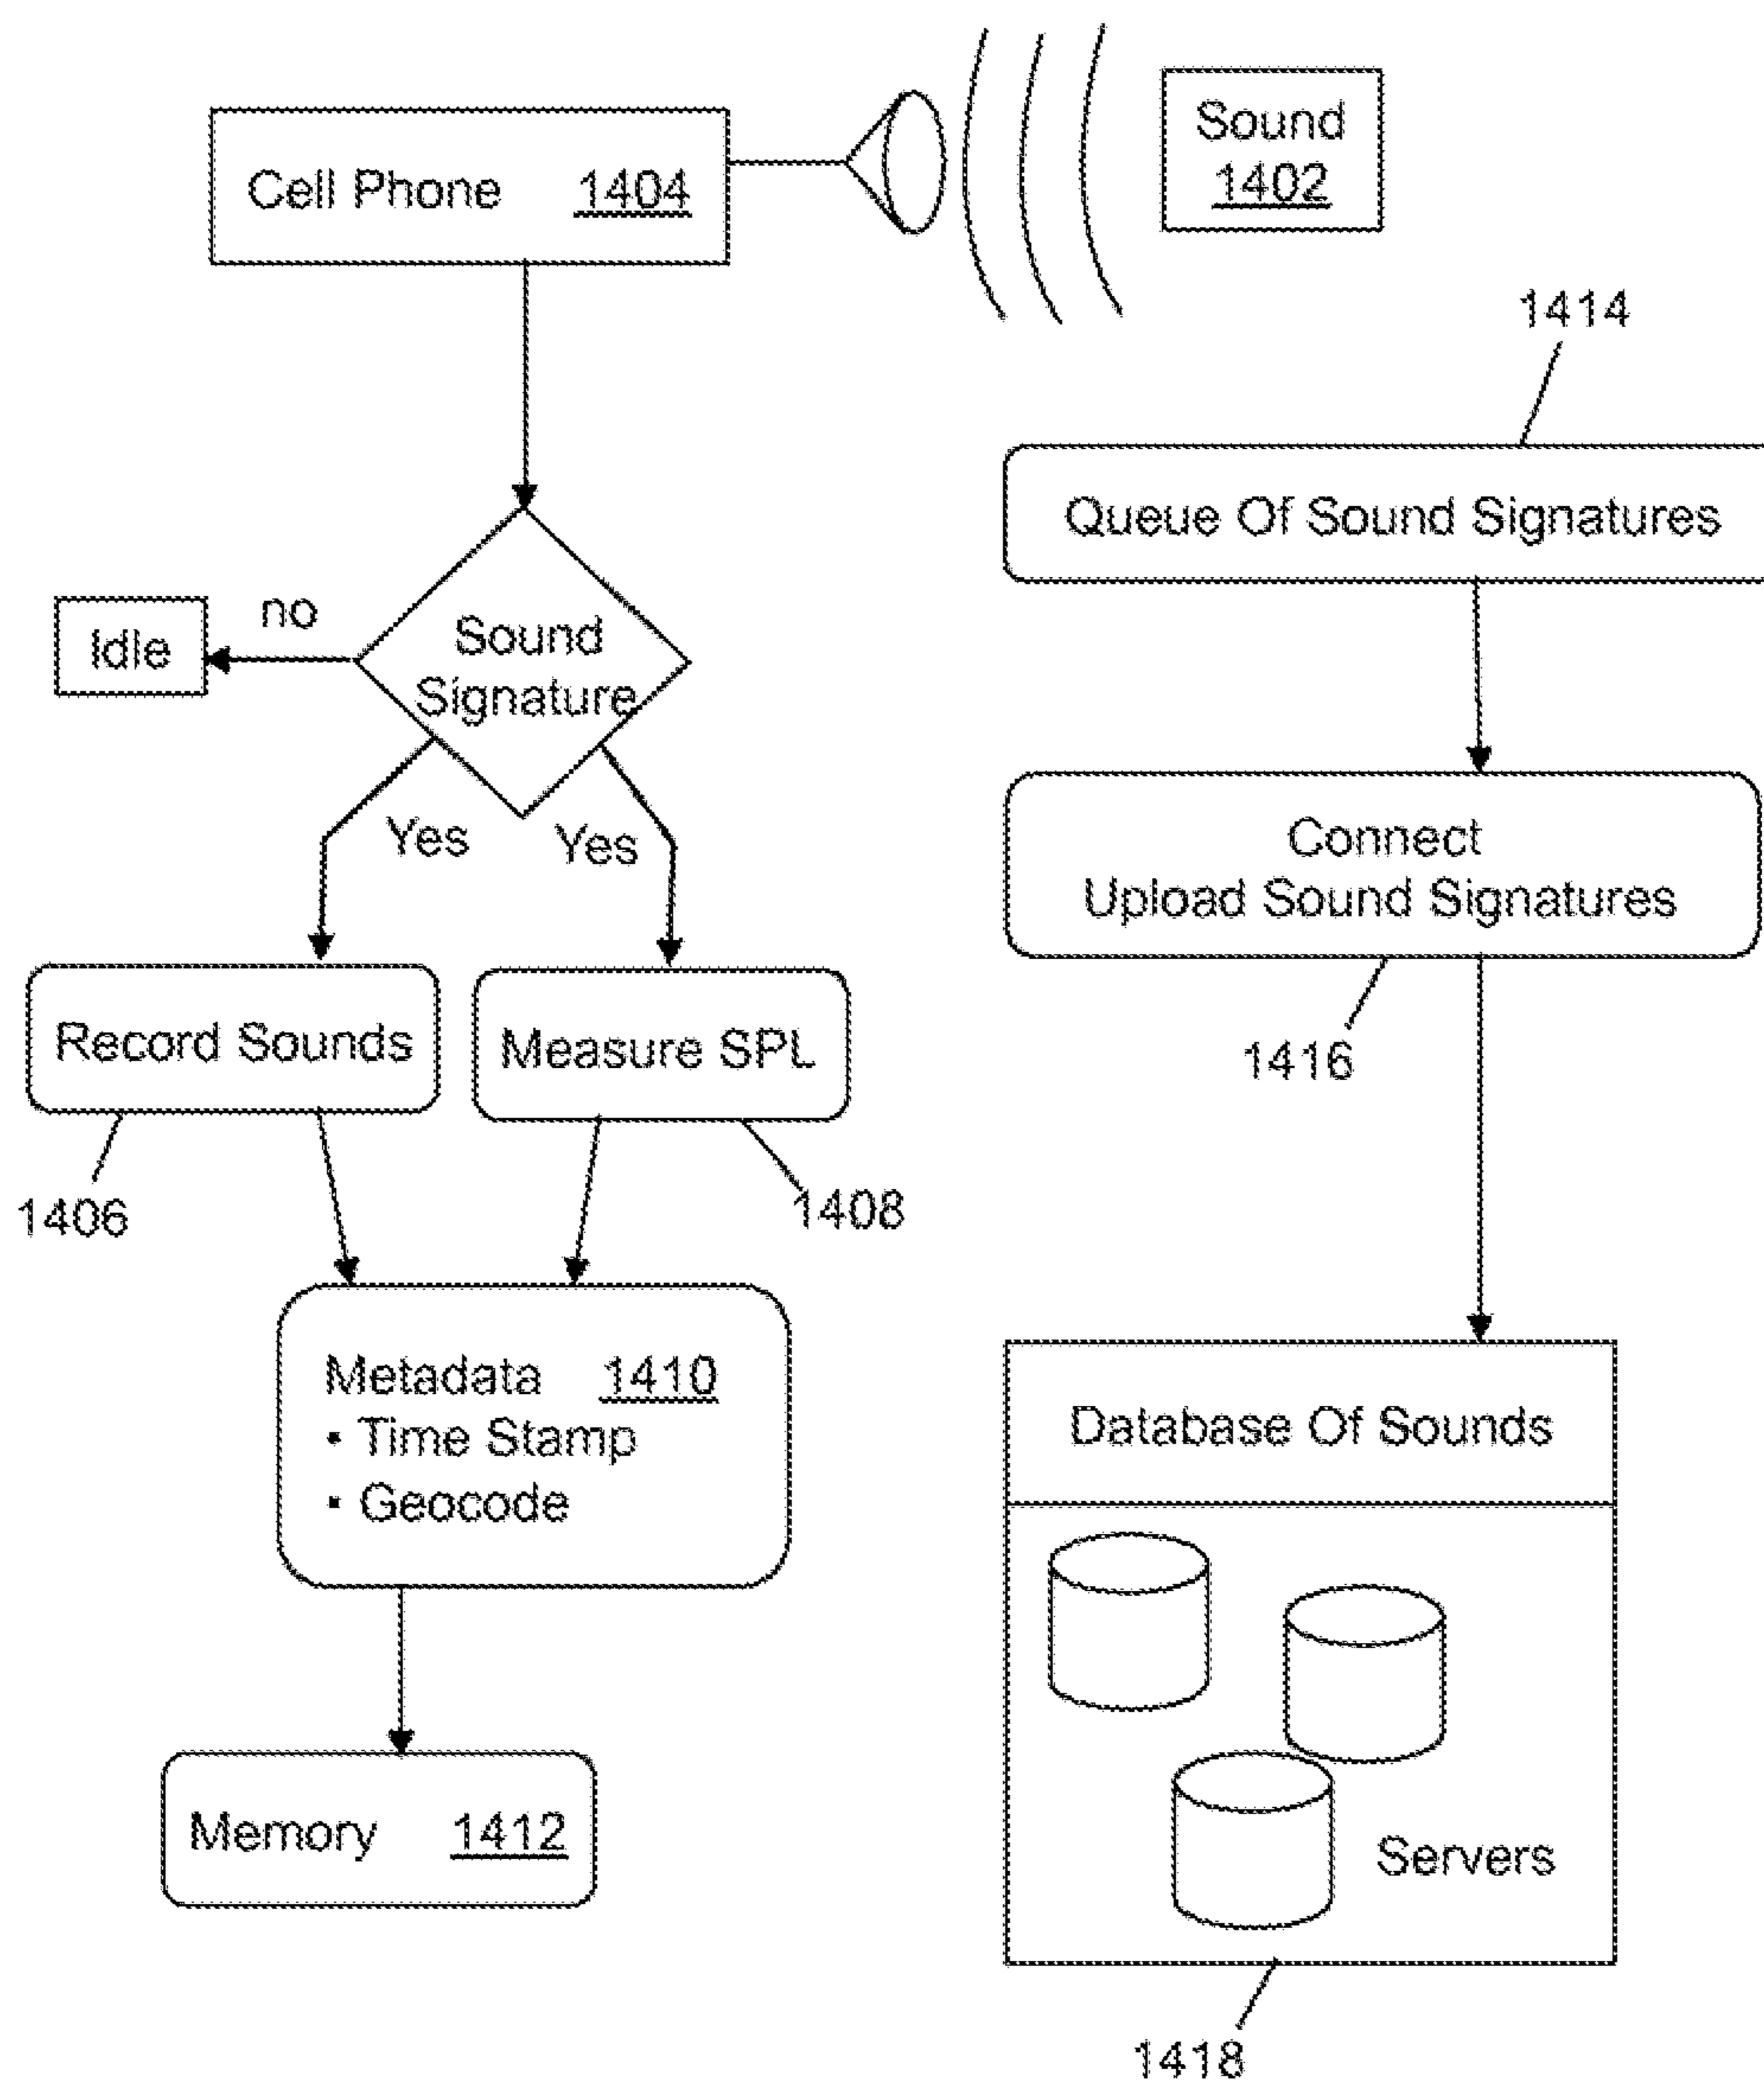 Sound
1402
Cell Phone 1404
1414
Queue Of Sound Signatures
no
Idle
Sound
Signature
Yes
Yes
Connect
Upload Sound Signatures
Record Sounds
Measure SPL
1416
1406
1408
Metadata 1410
• Time Stamp
• Geocode
Database Of Sounds
Memory 1412
Servers
1418